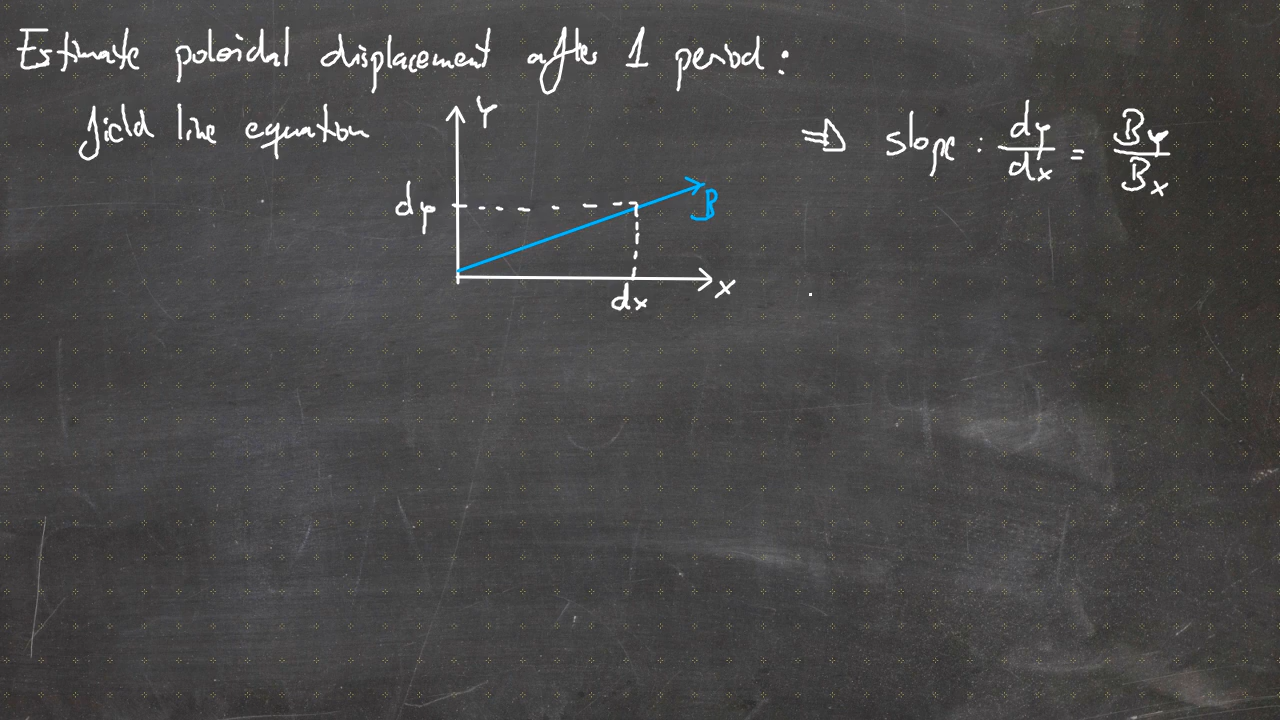 Estimate poloidal displacement after 1 period:
field line equation
Y
dy
B
dx
x
⇒ slope: dy/dx = By/Bx